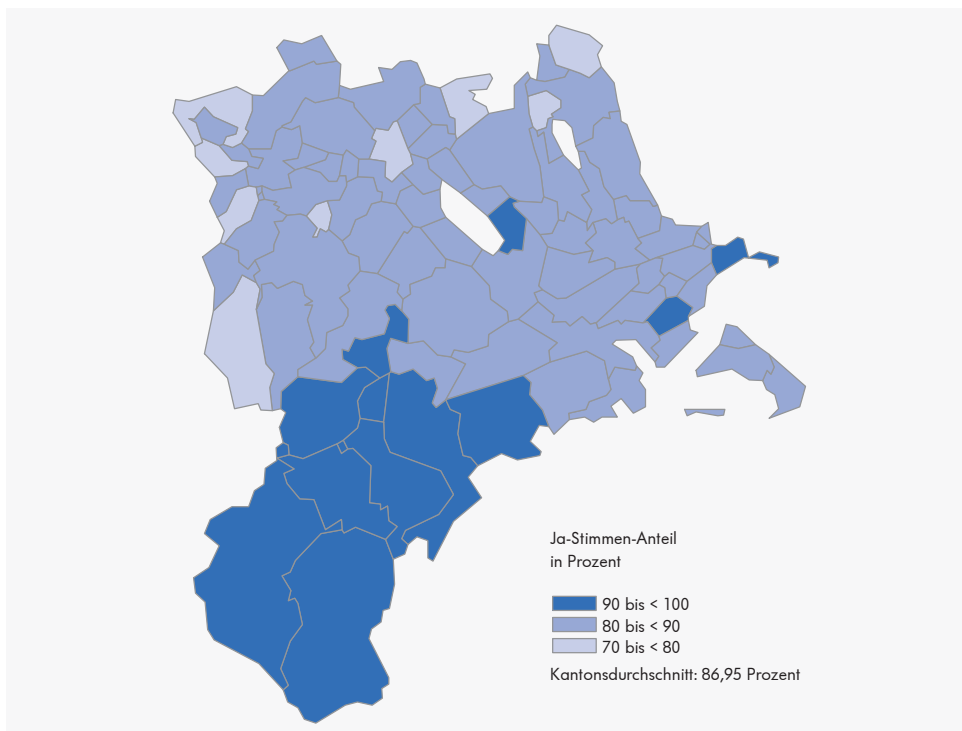 Ja-Stimmen-Anteil
in Prozent
90 bis < 100
80 bis < 90
70 bis < 80
Kantonsdurchschnitt: 86,95 Prozent